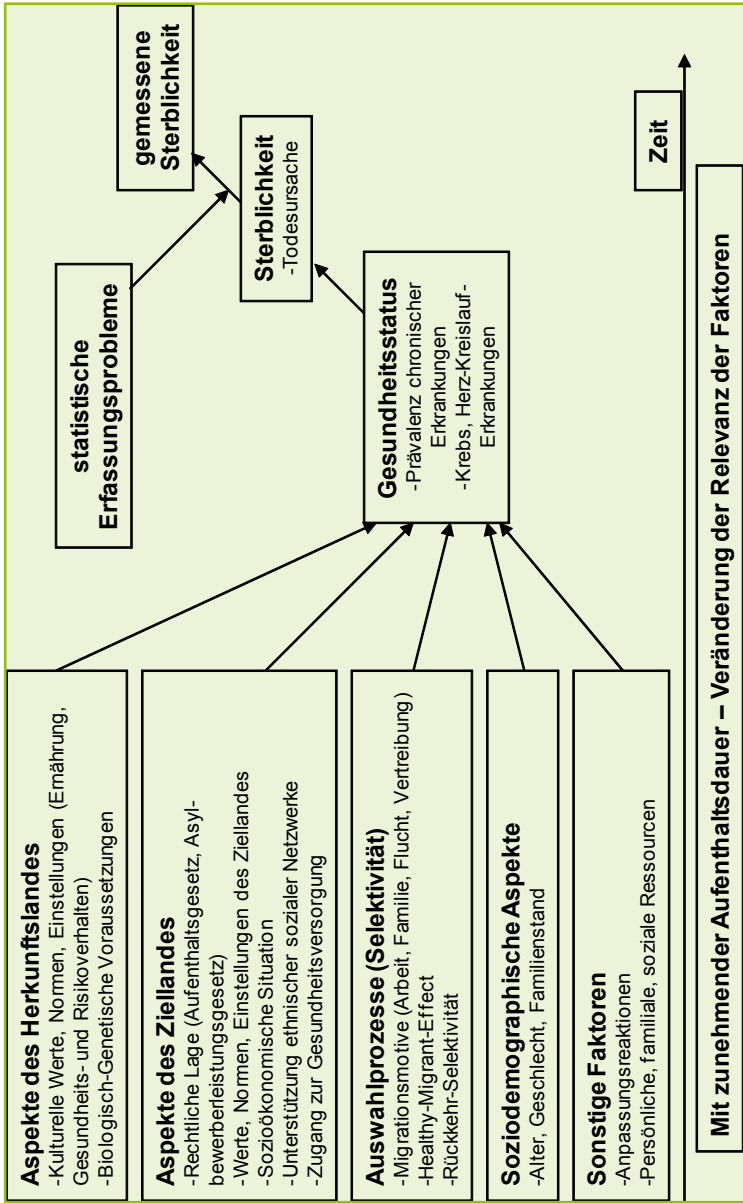 Aspekte des Herkunftslandes
-Kulturelle Werte, Normen, Einstellungen (Ernährung,
Gesundheits- und Risikoverhalten)
-Biologisch-Genetische Voraussetzungen
Aspekte des Ziellandes
-Rechtliche Lage (Aufenthaltsgesetz, Asyl-
bewerberleistungsgesetz)
-Werte, Normen, Einstellungen des Ziellandes
-Sozioökonomische Situation
-Unterstützung ethnischer sozialer Netzwerke
-Zugang zur Gesundheitsversorgung
Auswahlprozesse (Selektivität)
-Migrationsmotive (Arbeit, Familie, Flucht, Vertreibung)
-Healthy-Migrant-Effect
-Rückkehr-Selektivität
Soziodemographische Aspekte
-Alter, Geschlecht, Familienstand
Sonstige Faktoren
-Anpassungsreaktionen
-Persönliche, familiale, soziale Ressourcen
statistische
Erfassungsprobleme
Gesundheitsstatus
-Prävalenz chronischer
Erkrankungen
-Krebs, Herz-Kreislauf-
Erkrankungen
Sterblichkeit
-Todesursache
gemessene
Sterblichkeit
Zeit
Mit zunehmender Aufenthaltsdauer – Veränderung der Relevanz der Faktoren